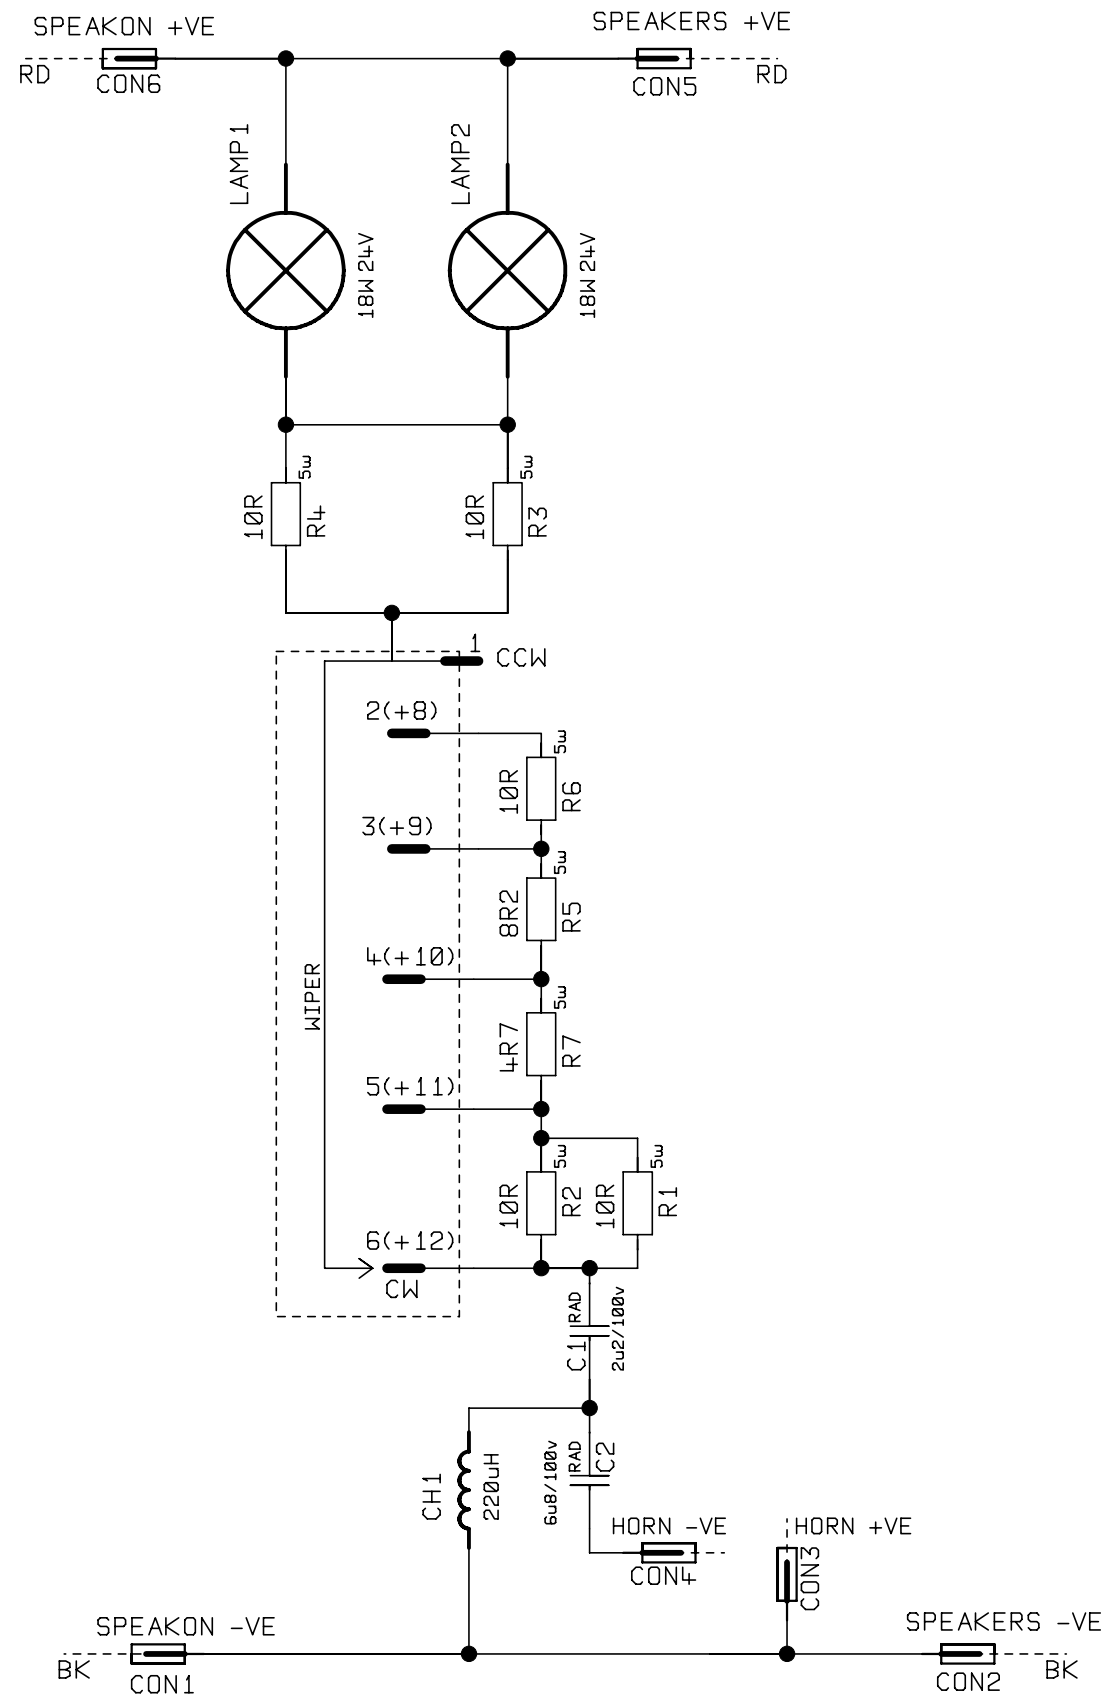 SPEAKON +VE
SPEAKERS +VE
RD
CON6
CON5
RD
LAMP1
18W 24V
LAMP2
18W 24V
10R
5w
R4
10R
5w
R3
1
CCW
2(+8)
5w
10R
R6
3(+9)
5w
8R2
R5
WIPER
4(+10)
5w
4R7
R7
5(+11)
5w
10R
R2
5w
10R
R1
6(+12)
CW
RAD
C1
2u2/100v
CH1
220uH
6u8/100v
RAD
C2
HORN -VE
CON4
HORN +VE
CON3
SPEAKON -VE
SPEAKERS -VE
BK
CON1
CON2
BK